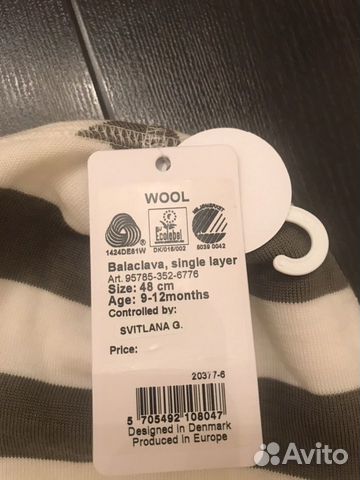 WOOL
1424DE81W
Ecolabel
DK/016/002
5039 0042
Balaclava, single layer
Art. 95785-352-6776
Size: 48 cm
Age: 9-12months
Controlled by:
SVITLANA G.
Price:
20377-6
5 705492 108047
Designed in Denmark
Produced in Europe
Avito